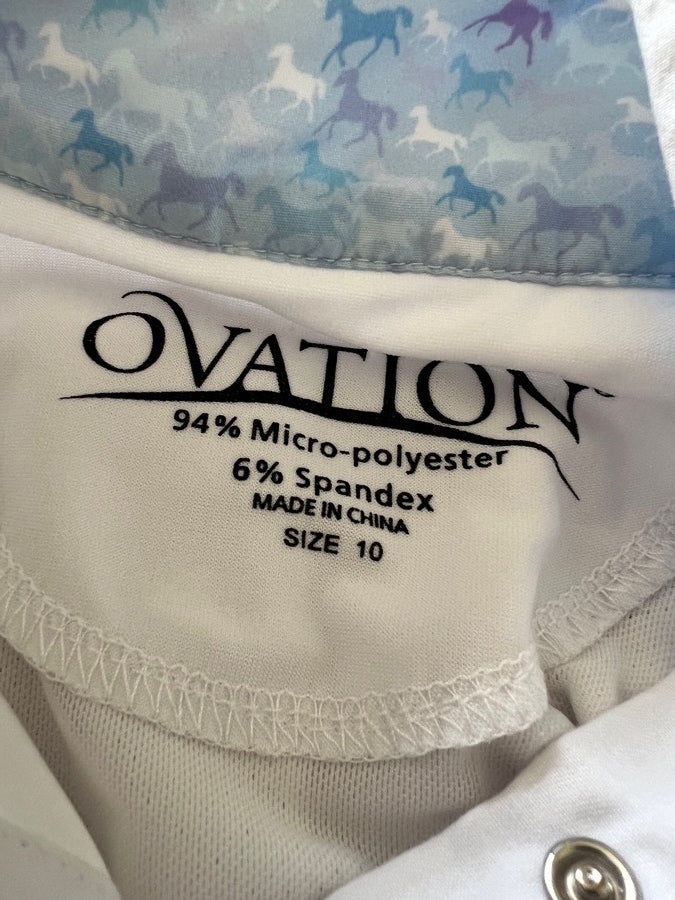 OVATION
94% Micro-polyester
6% Spandex
MADE IN CHINA
SIZE 10